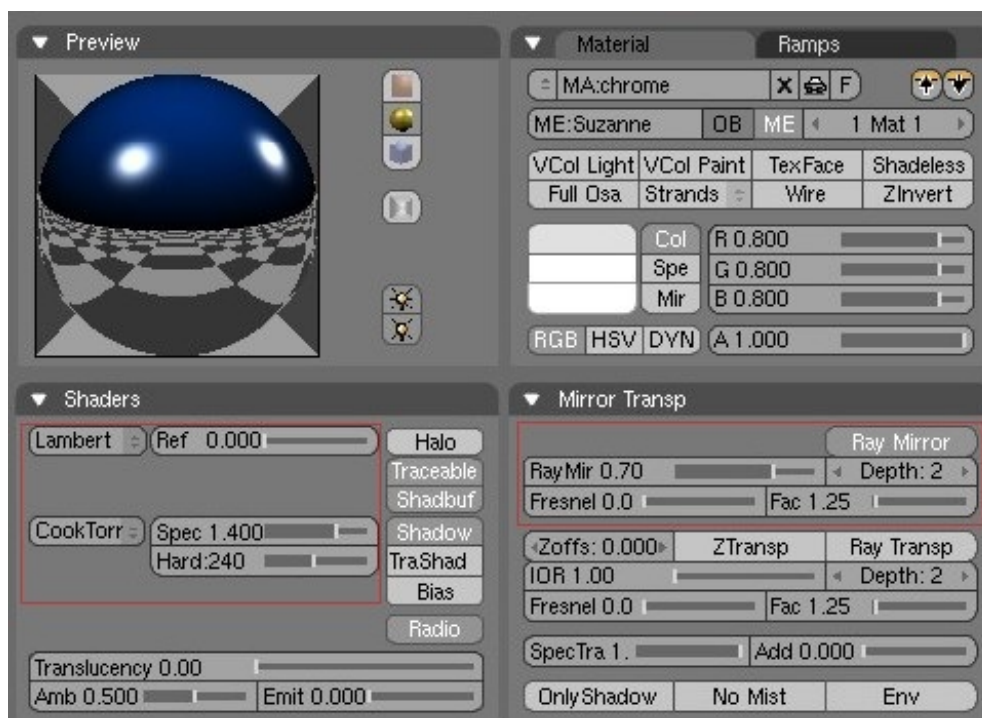 Preview
Material Ramps
MA:chrome X F
ME:Suzanne OB ME 1 Mat 1
VCol Light VCol Paint TexFace Shadeless
Full Osa Strands Wire ZInvert
Col R 0.800
Spe G 0.800
Mir B 0.800
RGB HSV DYN A 1.000
Shaders
Lambert Ref 0.000 Halo
Traceable
Shadbuf
CookTorr Spec 1.400 Shadow
Hard:240 TraShad
Bias
Radio
Translucency 0.00
Amb 0.500 Emit 0.000
Mirror Transp
Ray Mirror
RayMir 0.70 Depth: 2
Fresnel 0.0 Fac 1.25
Zoffs: 0.000 ZTransp Ray Transp
IOR 1.00 Depth: 2
Fresnel 0.0 Fac 1.25
SpecTra 1. Add 0.000
OnlyShadow No Mist Env